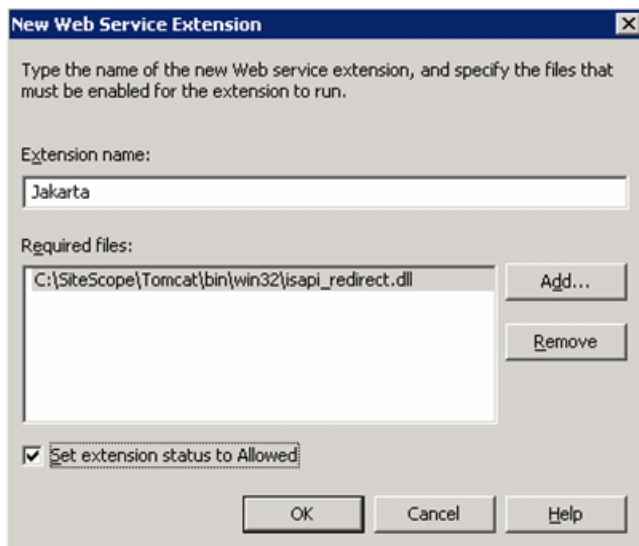 New Web Service Extension
Type the name of the new Web service extension, and specify the files that
must be enabled for the extension to run.
Extension name:
Jakarta
Required files:
C:\SiteScope\Tomcat\bin\win32\isapi_redirect.dll
Add...
Remove
Set extension status to Allowed
OK
Cancel
Help